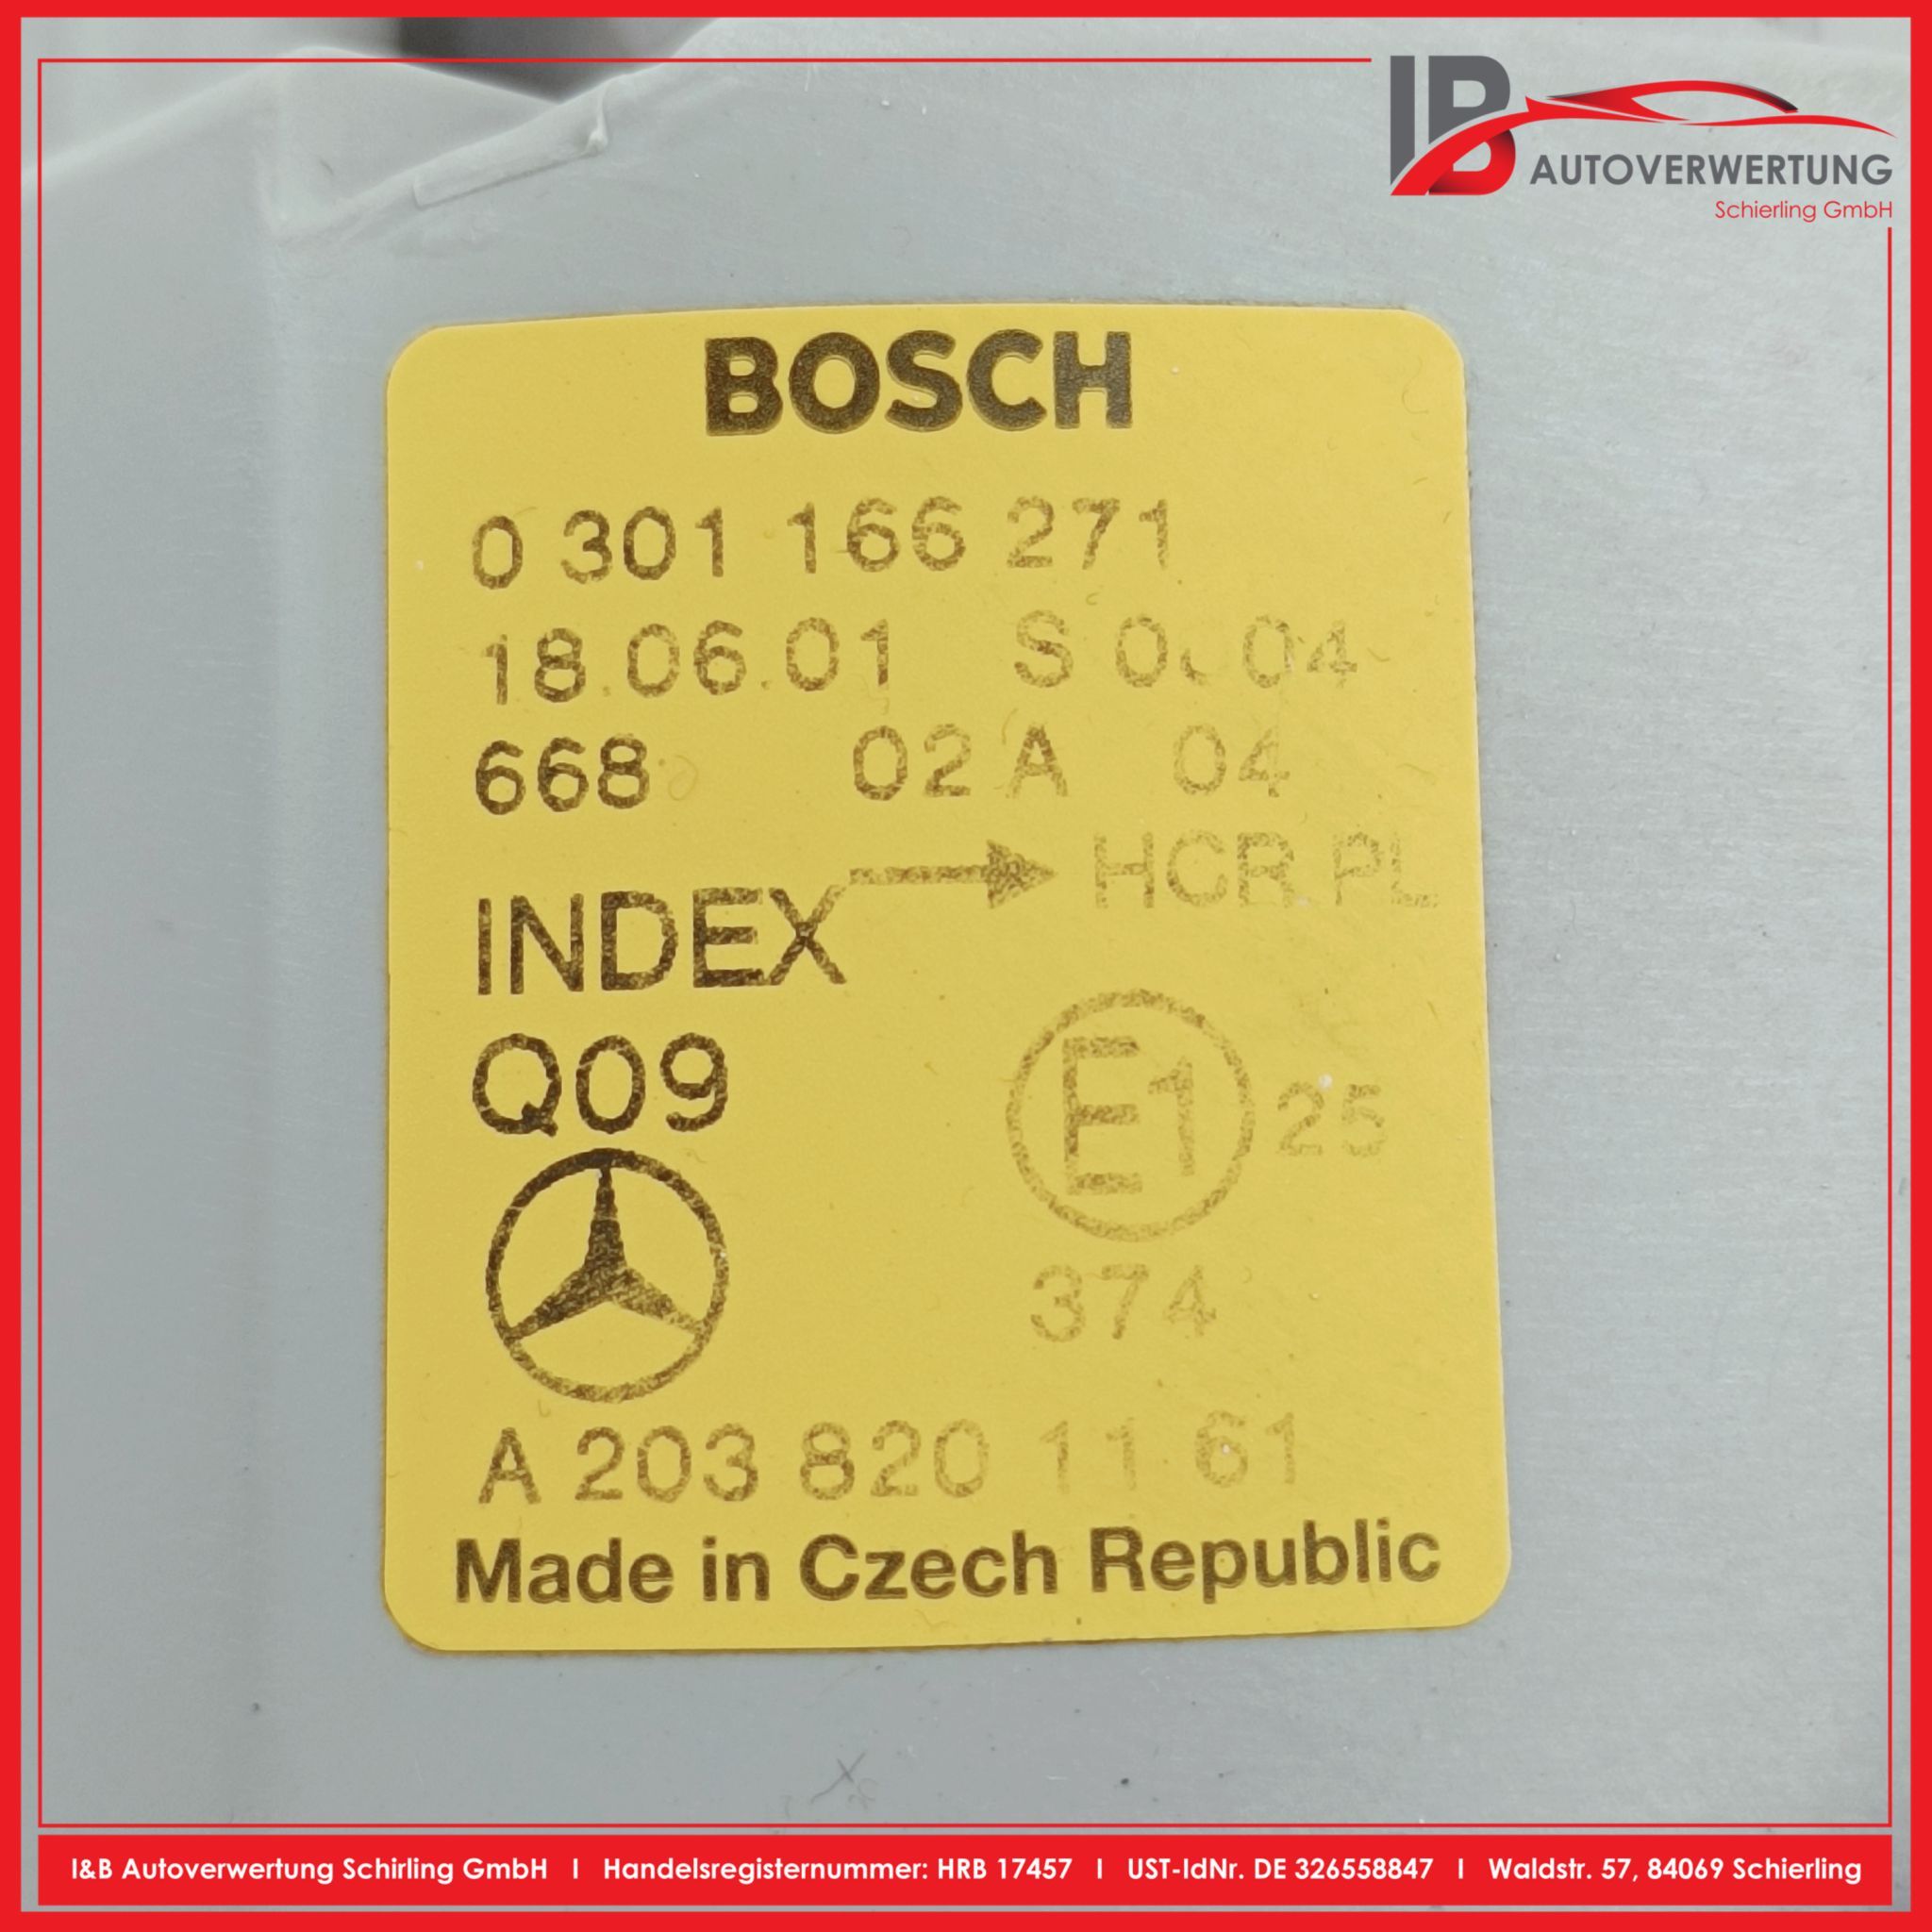 IB AUTOVERWERTUNG
Schierling GmbH
BOSCH
0 301 166 271
18.06.01 S 04
668 02 A 04
INDEX → HCR PL
Q09
E1 25
374
A 203 820 11 61
Made in Czech Republic
I&B Autoverwertung Schirling GmbH I Handelsregisternummer: HRB 17457 I UST-IdNr. DE 326558847 I Waldstr. 57, 84069 Schierling